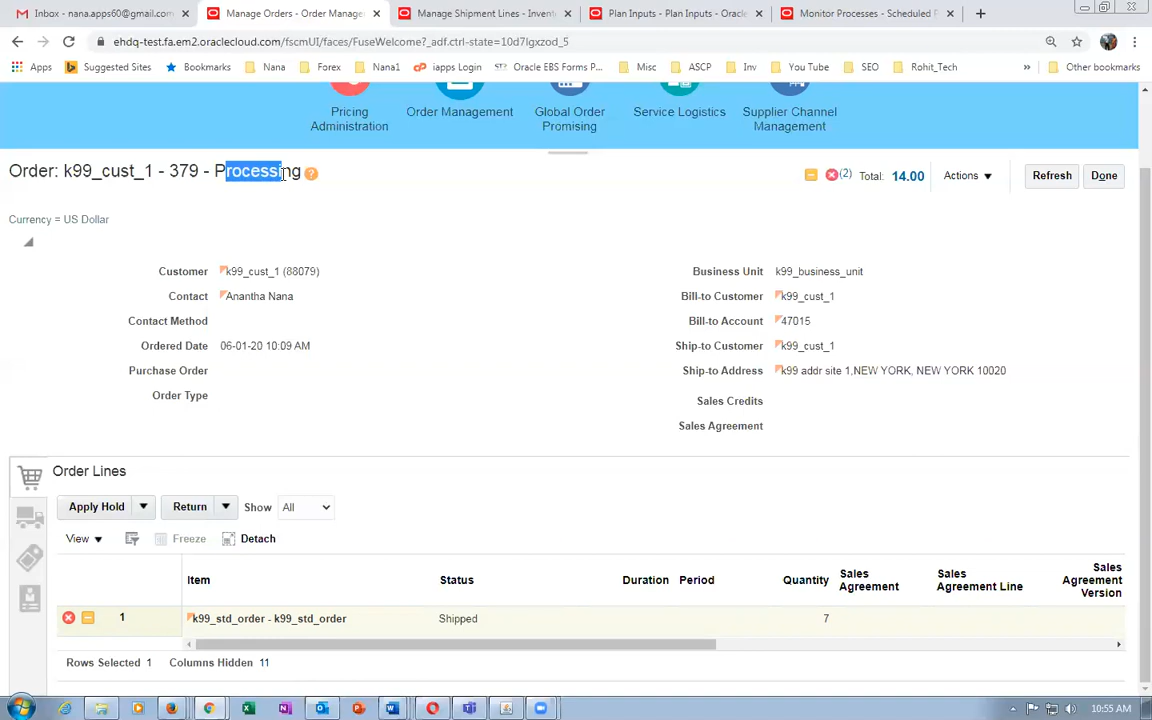 Inbox - nana.apps60@gmail.com
Manage Orders - Order Manage
Manage Shipment Lines - Invent
Plan Inputs - Plan Inputs - Oracle
Monitor Processes - Scheduled P
ehdq-test.fa.em2.oraclecloud.com/fscmUI/faces/FuseWelcome?_adf.ctrl-state=10d7lgxzod_5
Apps Suggested Sites Bookmarks Nana Forex Nana1 iapps Login Oracle EBS Forms P... Misc ASCP Inv You Tube SEO Rohit_Tech » Other bookmarks
Pricing Administration
Order Management
Global Order Promising
Service Logistics
Supplier Channel Management
Order: k99_cust_1 - 379 - Processing ?
(2) Total: 14.00 Actions Refresh Done
Currency = US Dollar
Customer k99_cust_1 (88079)
Contact Anantha Nana
Contact Method
Ordered Date 06-01-20 10:09 AM
Purchase Order
Order Type
Business Unit k99_business_unit
Bill-to Customer k99_cust_1
Bill-to Account 47015
Ship-to Customer k99_cust_1
Ship-to Address k99 addr site 1,NEW YORK, NEW YORK 10020
Sales Credits
Sales Agreement
Order Lines
Apply Hold Return Show All
View Freeze Detach
Item Status Duration Period Quantity Sales Agreement Sales Agreement Line Sales Agreement Version
1 k99_std_order - k99_std_order Shipped 7
Rows Selected 1 Columns Hidden 11
10:55 AM